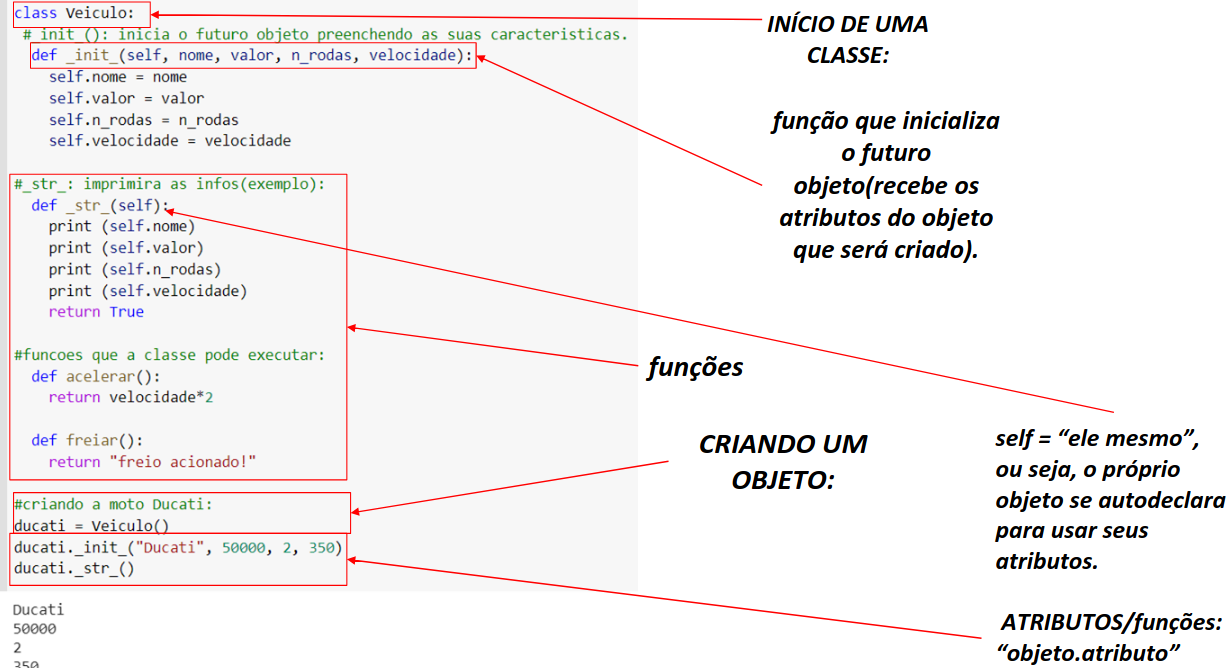 class Veiculo:
# _init_(): inicia o futuro objeto preenchendo as suas caracteristicas.
def _init_(self, nome, valor, n_rodas, velocidade):
self.nome = nome
self.valor = valor
self.n_rodas = n_rodas
self.velocidade = velocidade
#_str_: imprimira as infos(exemplo):
def _str_(self):
print (self.nome)
print (self.valor)
print (self.n_rodas)
print (self.velocidade)
return True
#funcoes que a classe pode executar:
def acelerar():
return velocidade*2
def freiar():
return "freio acionado!"
#criando a moto Ducati:
ducati = Veiculo()
ducati._init_("Ducati", 50000, 2, 350)
ducati._str_()
Ducati
50000
2
350
INÍCIO DE UMA
CLASSE:
função que inicializa
o futuro
objeto(recebe os
atributos do objeto
que será criado).
funções
CRIANDO UM
OBJETO:
self = “ele mesmo”,
ou seja, o próprio
objeto se autodeclara
para usar seus
atributos.
ATRIBUTOS/funções:
“objeto.atributo”